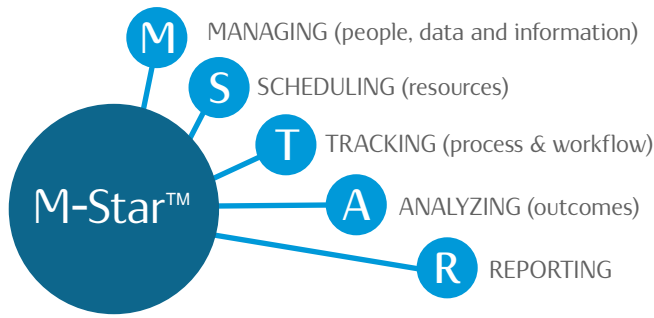 M MANAGING (people, data and information)
S SCHEDULING (resources)
T TRACKING (process & workflow)
M-Star™
A ANALYZING (outcomes)
R REPORTING